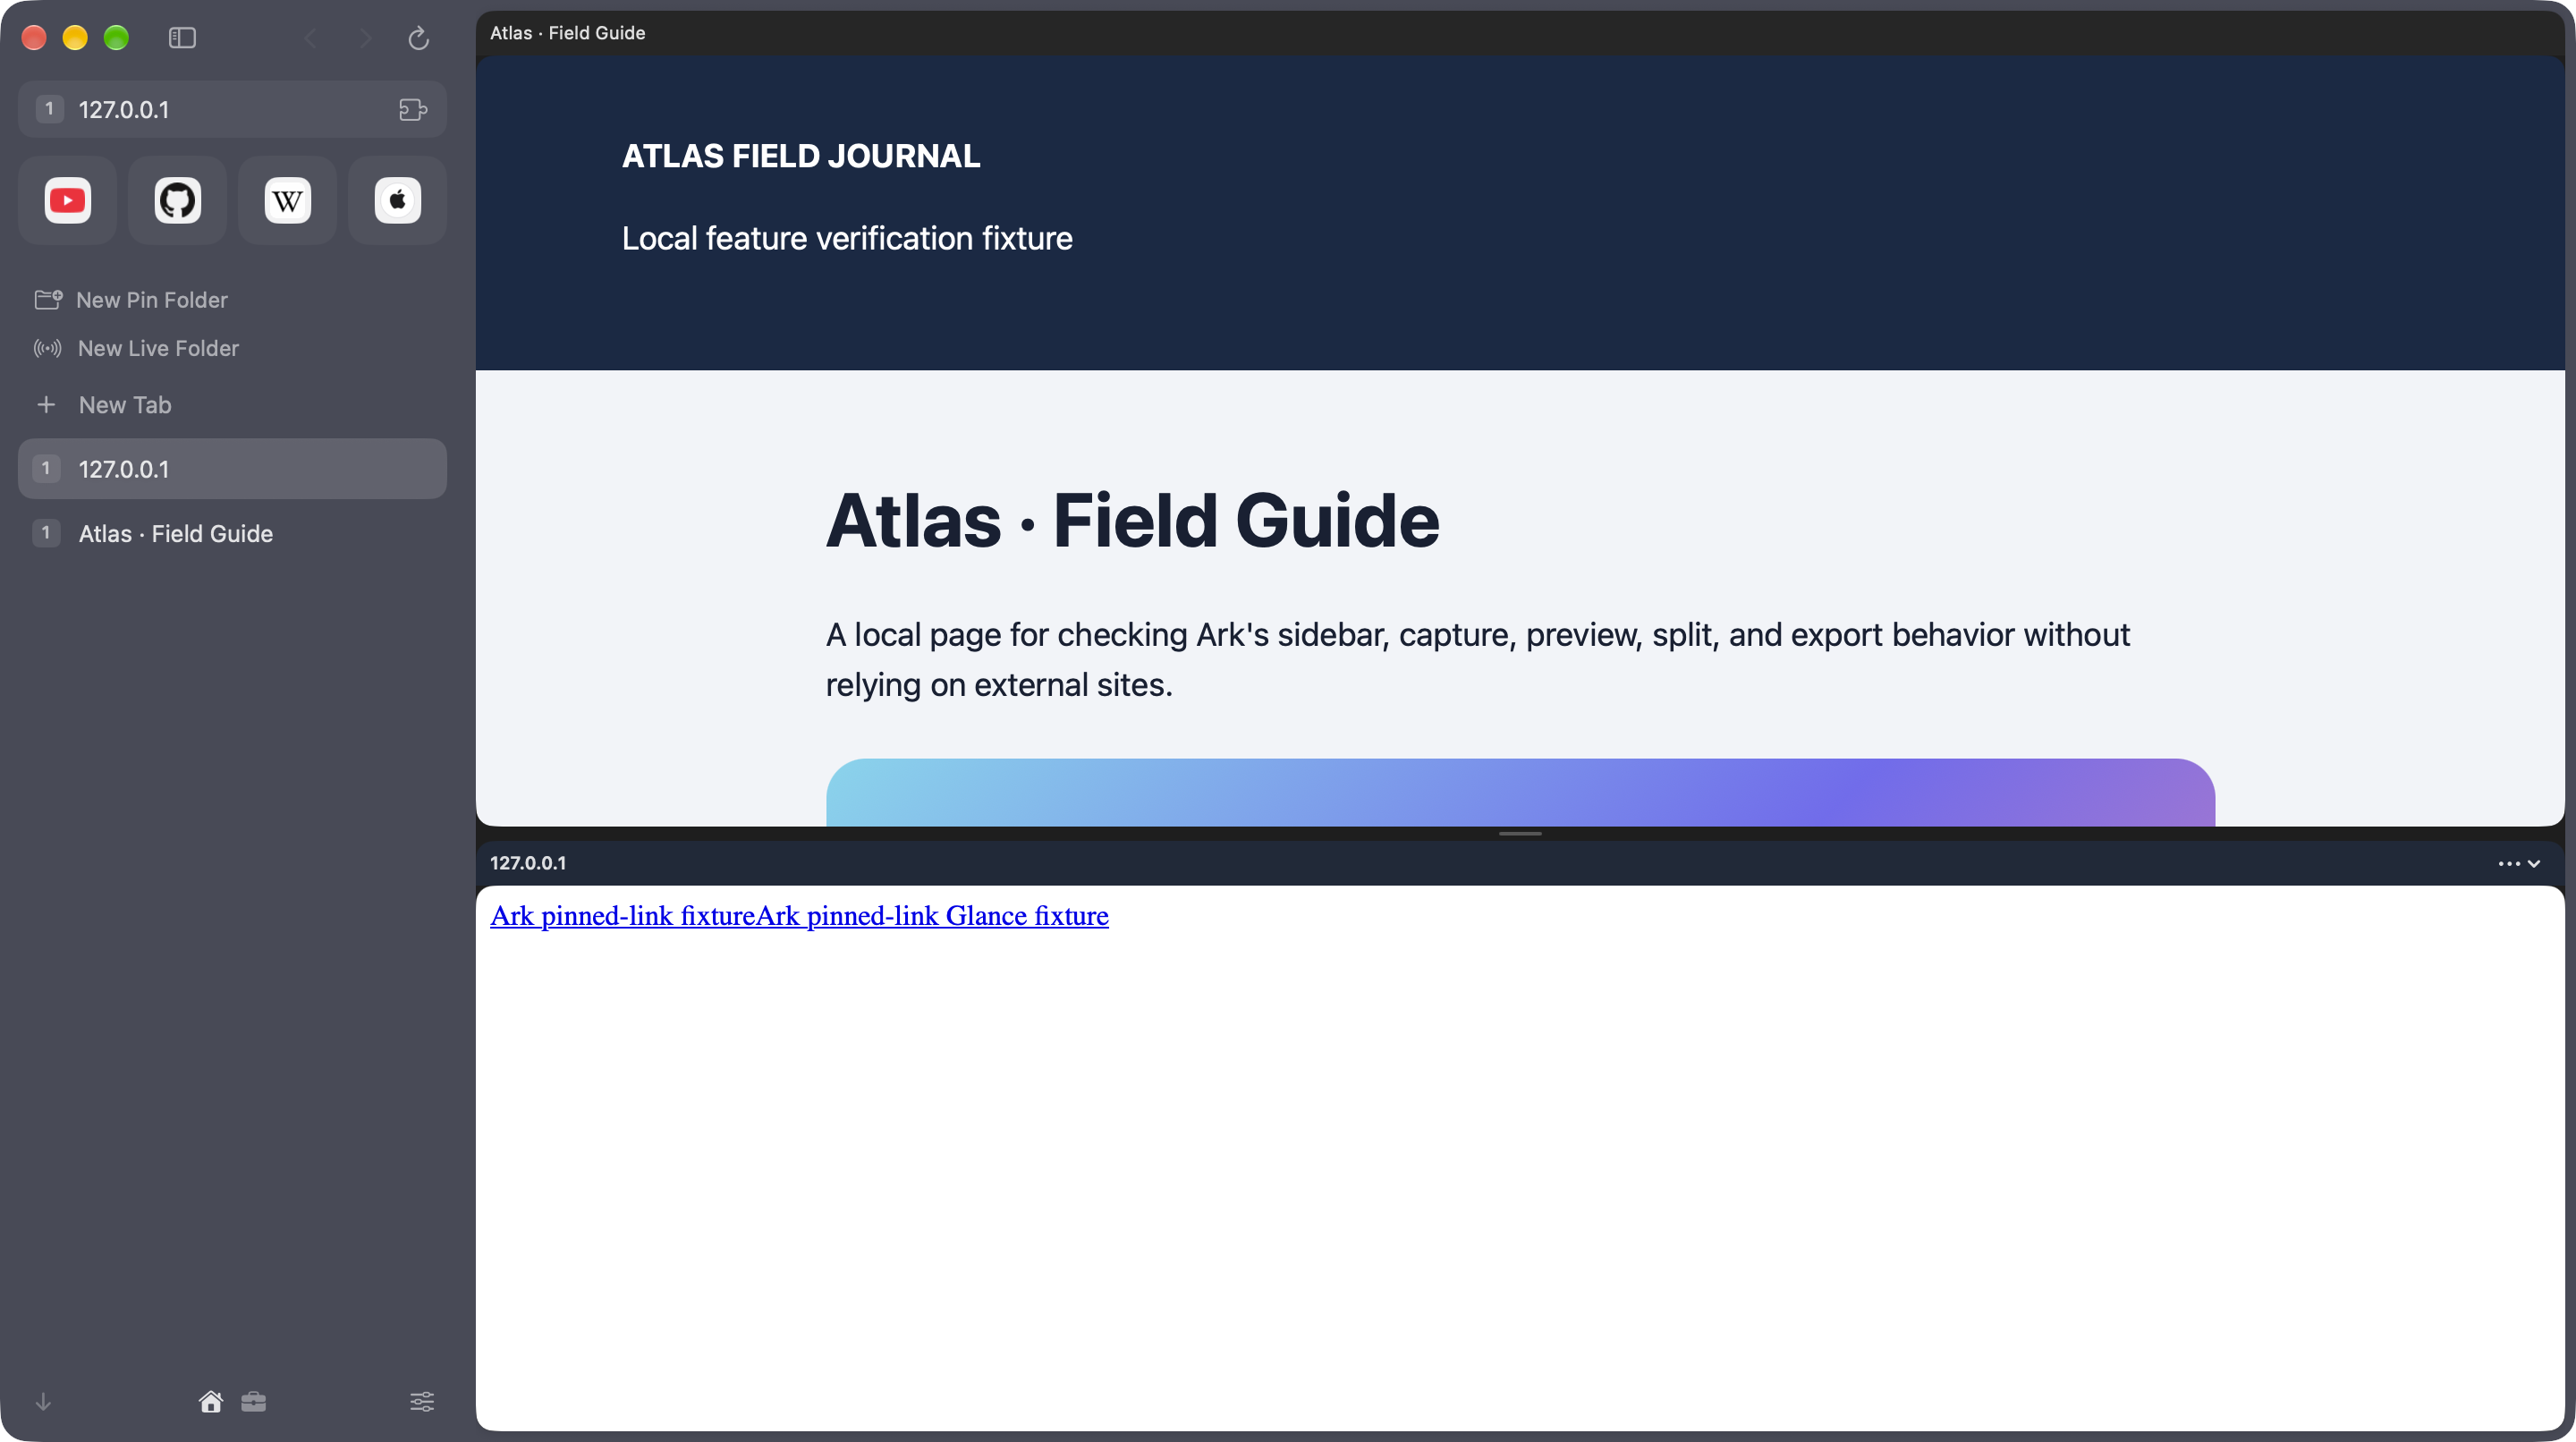 1 127.0.0.1
W
New Pin Folder
New Live Folder
New Tab
1 127.0.0.1
1 Atlas · Field Guide
Atlas · Field Guide
ATLAS FIELD JOURNAL
Local feature verification fixture
Atlas · Field Guide
A local page for checking Ark's sidebar, capture, preview, split, and export behavior without
relying on external sites.
127.0.0.1
Ark pinned-link fixtureArk pinned-link Glance fixture